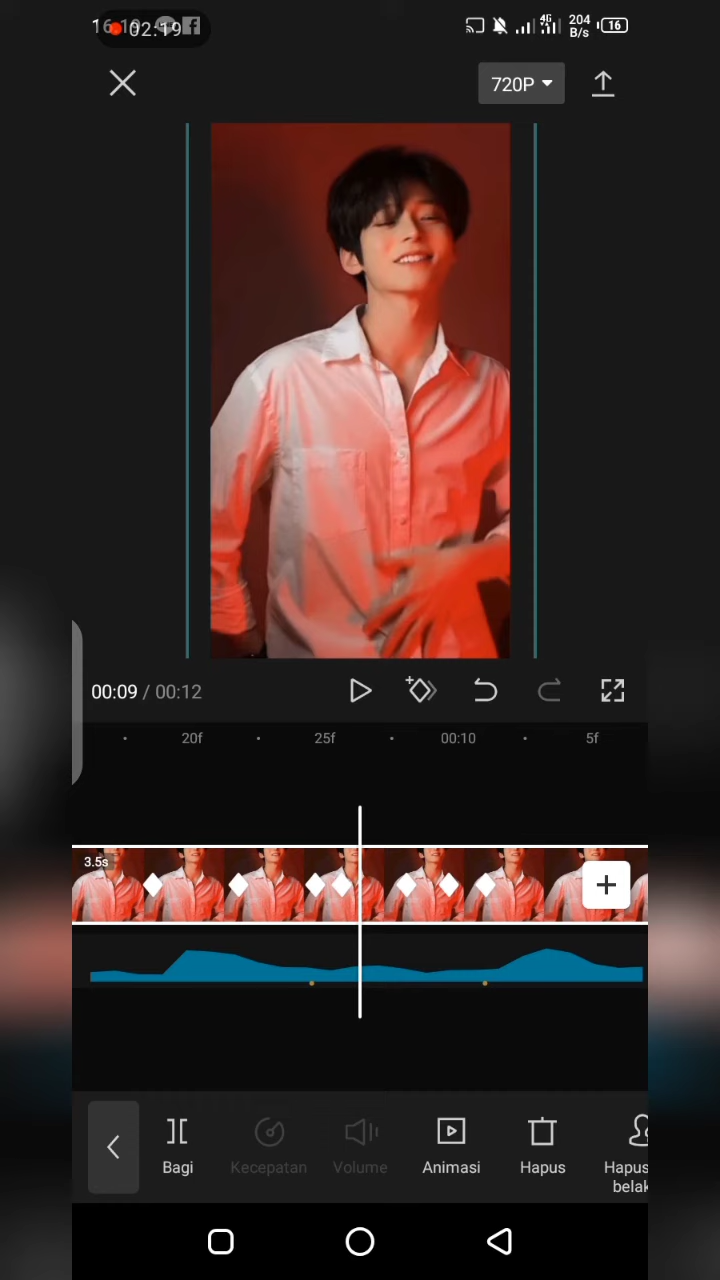 02:19
4G
204
B/s
16
720P
00:09 / 00:12
20f
25f
00:10
5f
3.5s
Bagi
Kecepatan
Volume
Animasi
Hapus
Hapus
belak